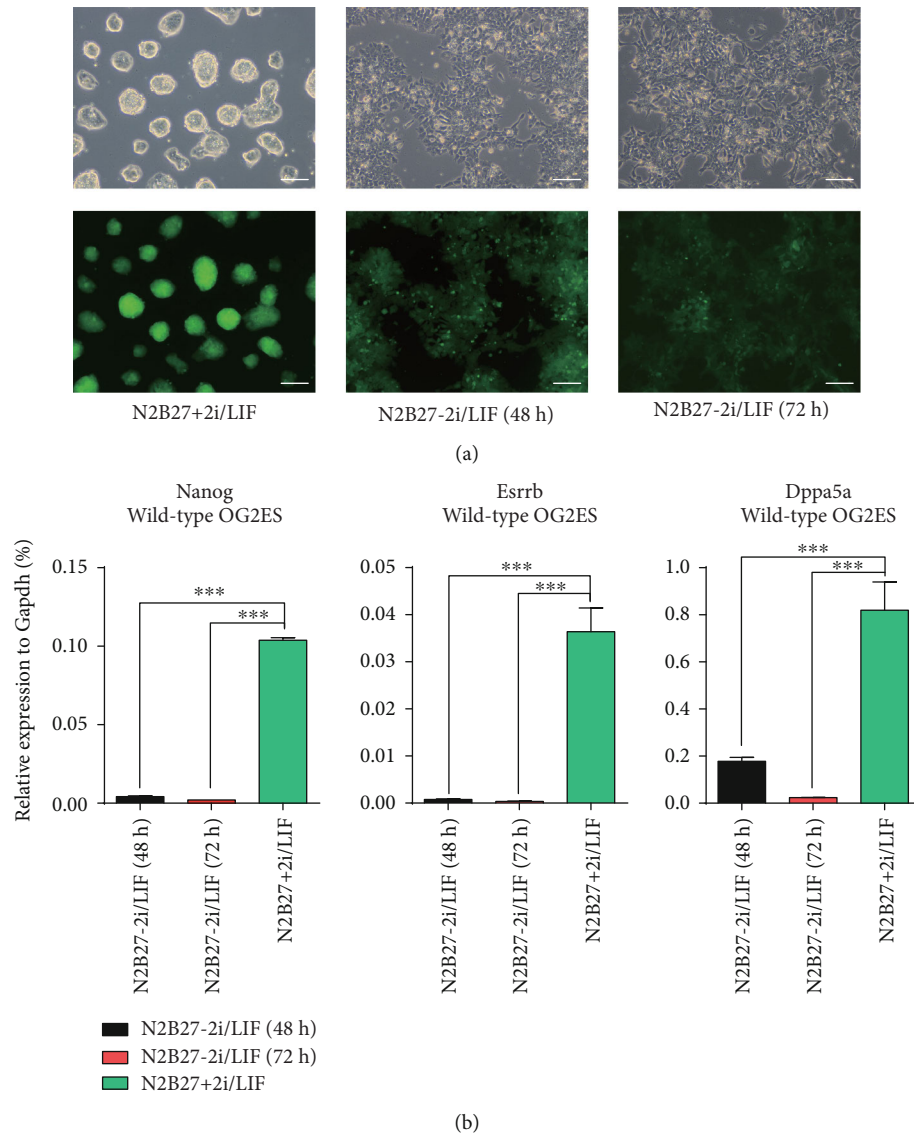 N2B27+2i/LIF
N2B27-2i/LIF (48 h)
N2B27-2i/LIF (72 h)
(a)
Nanog
Wild-type OG2ES
Relative expression to Gapdh (%)
0.15
0.10
0.05
0.00
***
***
N2B27-2i/LIF (48 h)
N2B27-2i/LIF (72 h)
N2B27+2i/LIF
Esrrb
Wild-type OG2ES
0.05
0.04
0.03
0.02
0.01
0.00
***
***
N2B27-2i/LIF (48 h)
N2B27-2i/LIF (72 h)
N2B27+2i/LIF
Dppa5a
Wild-type OG2ES
1.0
0.8
0.6
0.4
0.2
0.0
***
***
N2B27-2i/LIF (48 h)
N2B27-2i/LIF (72 h)
N2B27+2i/LIF
N2B27-2i/LIF (48 h)
N2B27-2i/LIF (72 h)
N2B27+2i/LIF
(b)